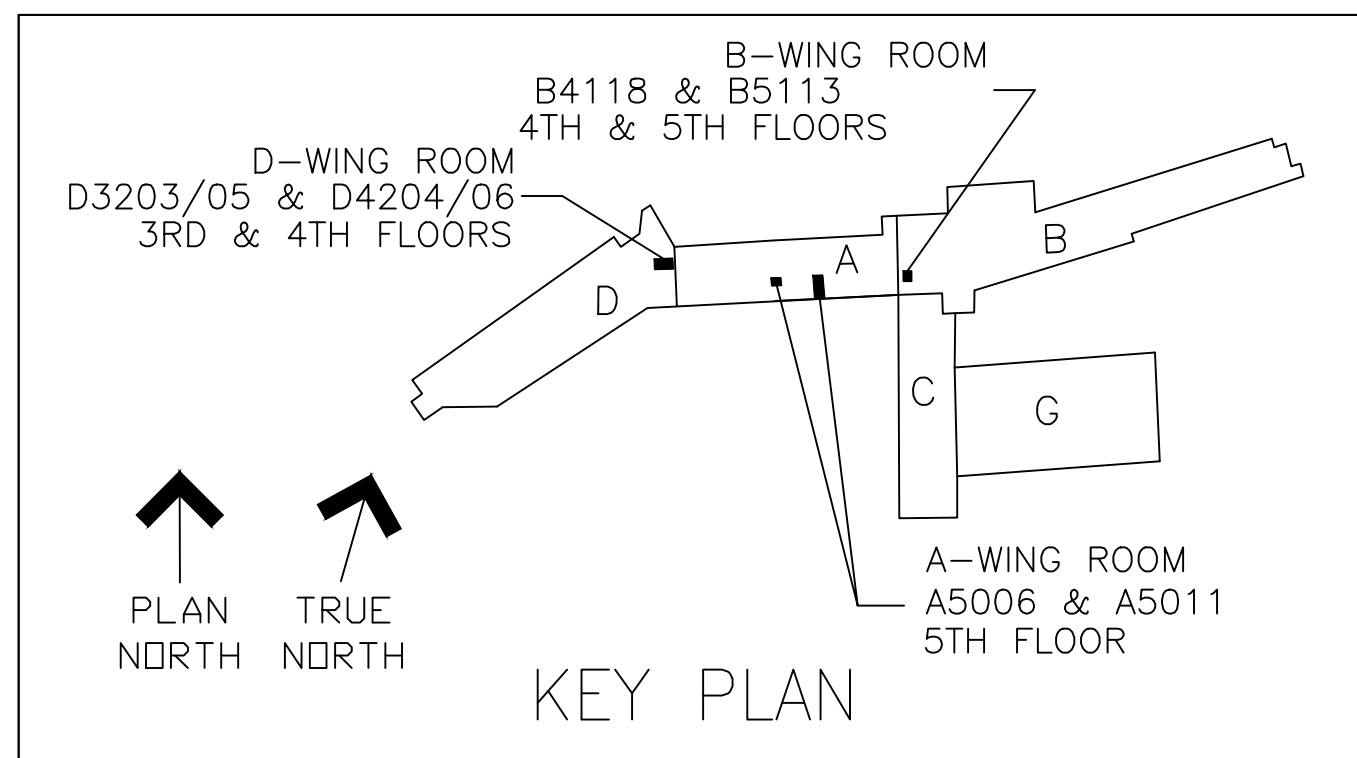 B-WING ROOM
B4118 & B5113
4TH & 5TH FLOORS
D-WING ROOM
D3203/05 & D4204/06
3RD & 4TH FLOORS
A
B
D
C
G
A-WING ROOM
A5006 & A5011
5TH FLOOR
PLAN
NORTH
TRUE
NORTH
KEY PLAN